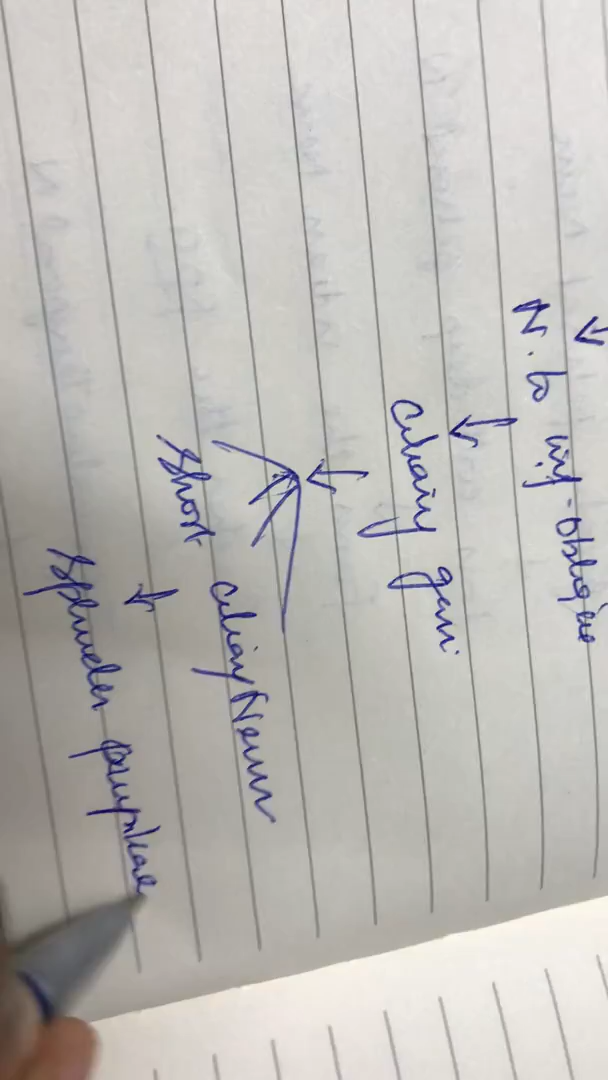 N. to inf. oblique
ciliary gan.
Short ciliary Nerve
Sphincter pupillae